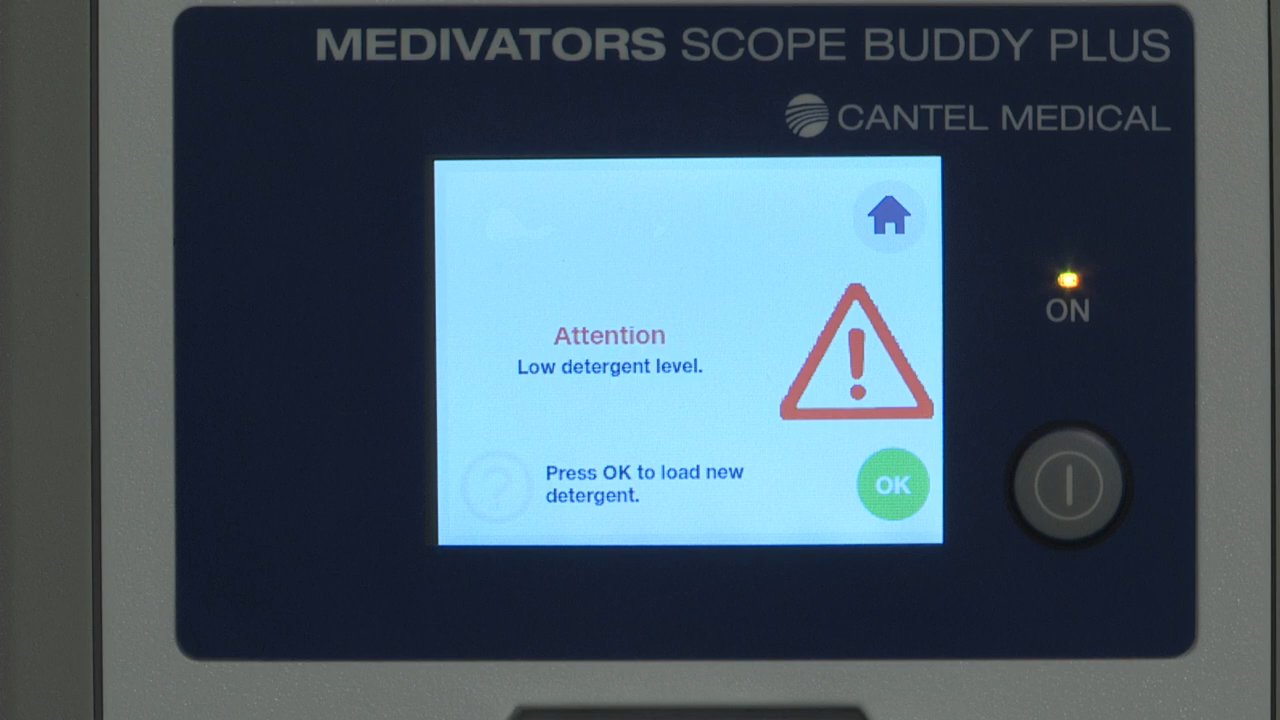 MEDIVATORS SCOPE BUDDY PLUS
CANTEL MEDICAL
Attention
Low detergent level.
ON
?
Press OK to load new
detergent.
OK